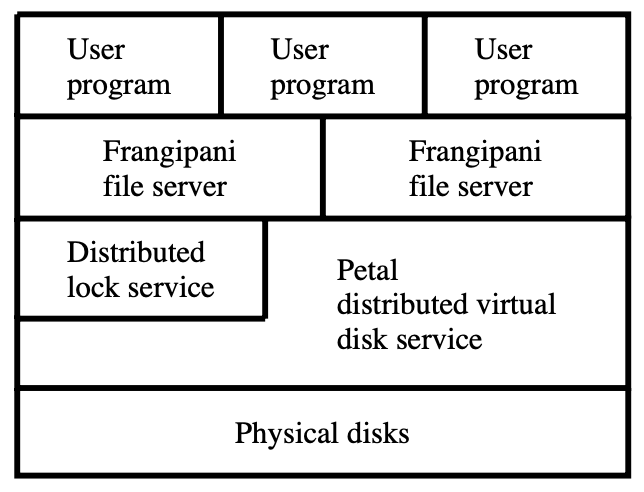 User
program
User
program
User
program
Frangipani
file server
Frangipani
file server
Distributed
lock service
Petal
distributed virtual
disk service
Physical disks